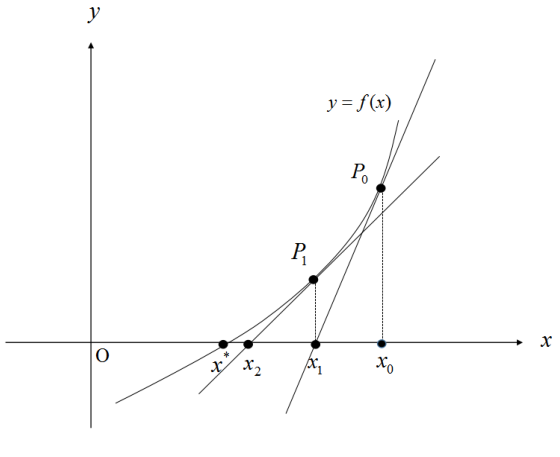 y
y = f(x)
P₀
P₁
x
O
x* x₂ x₁ x₀